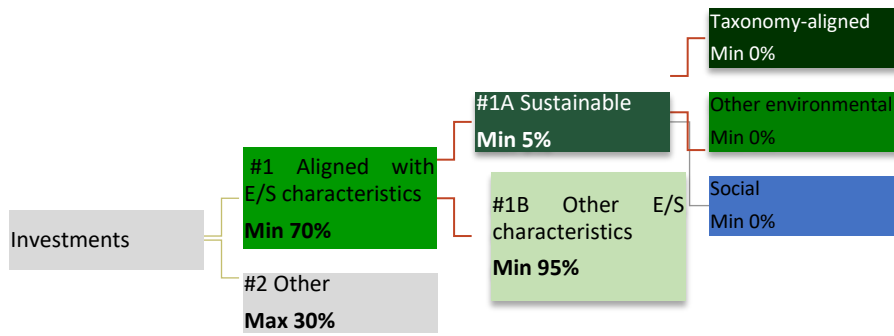 Taxonomy-aligned
Min 0%
#1A Sustainable
Min 5%
Other environmental
Min 0%
#1 Aligned with
E/S characteristics
Min 70%
#1B Other E/S
characteristics
Min 95%
Social
Min 0%
Investments
#2 Other
Max 30%